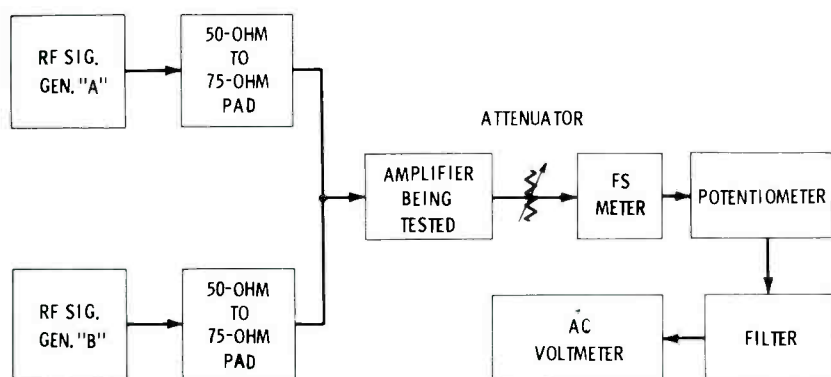 RF SIG.
GEN. "A"
50-OHM
TO
75-OHM
PAD
ATTENUATOR
AMPLIFIER
BEING
TESTED
FS
METER
POTENTIOMETER
RF SIG.
GEN. "B"
50-OHM
TO
75-OHM
PAD
AC
VOLTMETER
FILTER